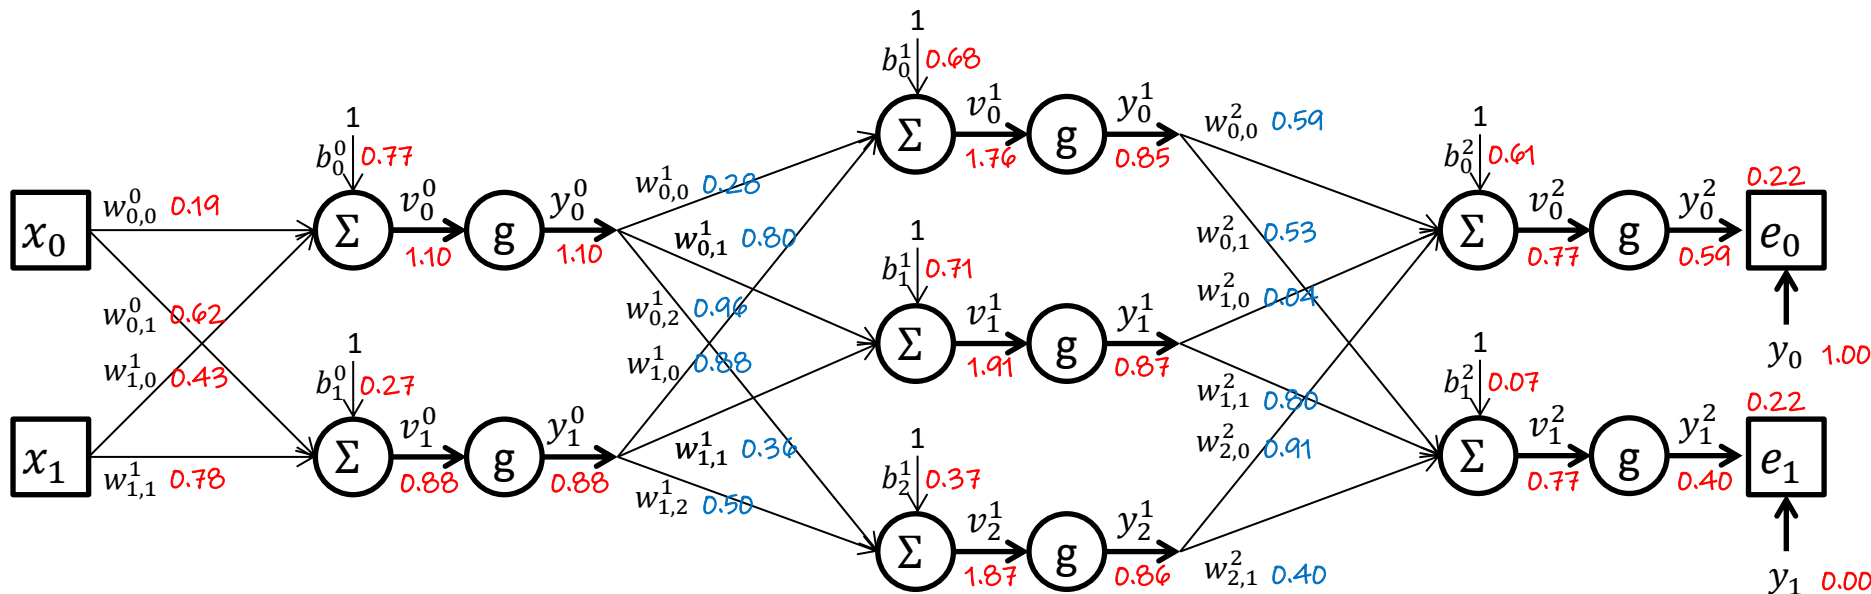 1
b_0^1 0.68
v_0^1 y_0^1
Σ g
1.76 0.85
w_{0,0}^2 0.59
1
b_0^0 0.77
v_0^0 y_0^0
x_0 w_{0,0}^0 0.19
Σ g
1.10 1.10
w_{0,0}^1 0.28
w_{0,1}^1 0.80
w_{0,2}^1 0.96
w_{1,0}^1 0.88
w_{1,1}^1 0.36
w_{1,2}^1 0.50
w_{0,1}^0 0.62
w_{1,0}^1 0.43
x_1 w_{1,1}^1 0.78
1
b_1^0 0.27
v_1^0 y_1^0
Σ g
0.88 0.88
1
b_1^1 0.71
v_1^1 y_1^1
Σ g
1.91 0.87
1
b_2^1 0.37
v_2^1 y_2^1
Σ g
1.87 0.86
w_{0,1}^2 0.53
w_{1,0}^2 0.04
w_{1,1}^2 0.80
w_{2,0}^2 0.91
w_{2,1}^2 0.40
1
b_0^2 0.61
v_0^2 y_0^2
Σ g
0.77 0.59
0.22
e_0
y_0 1.00
1
b_1^2 0.07
v_1^2 y_1^2
Σ g
0.77 0.40
0.22
e_1
y_1 0.00